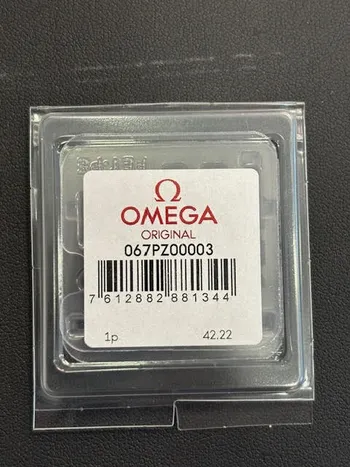 Ω
OMEGA
ORIGINAL
067PZ00003
7 612882 881344
1p 42.22